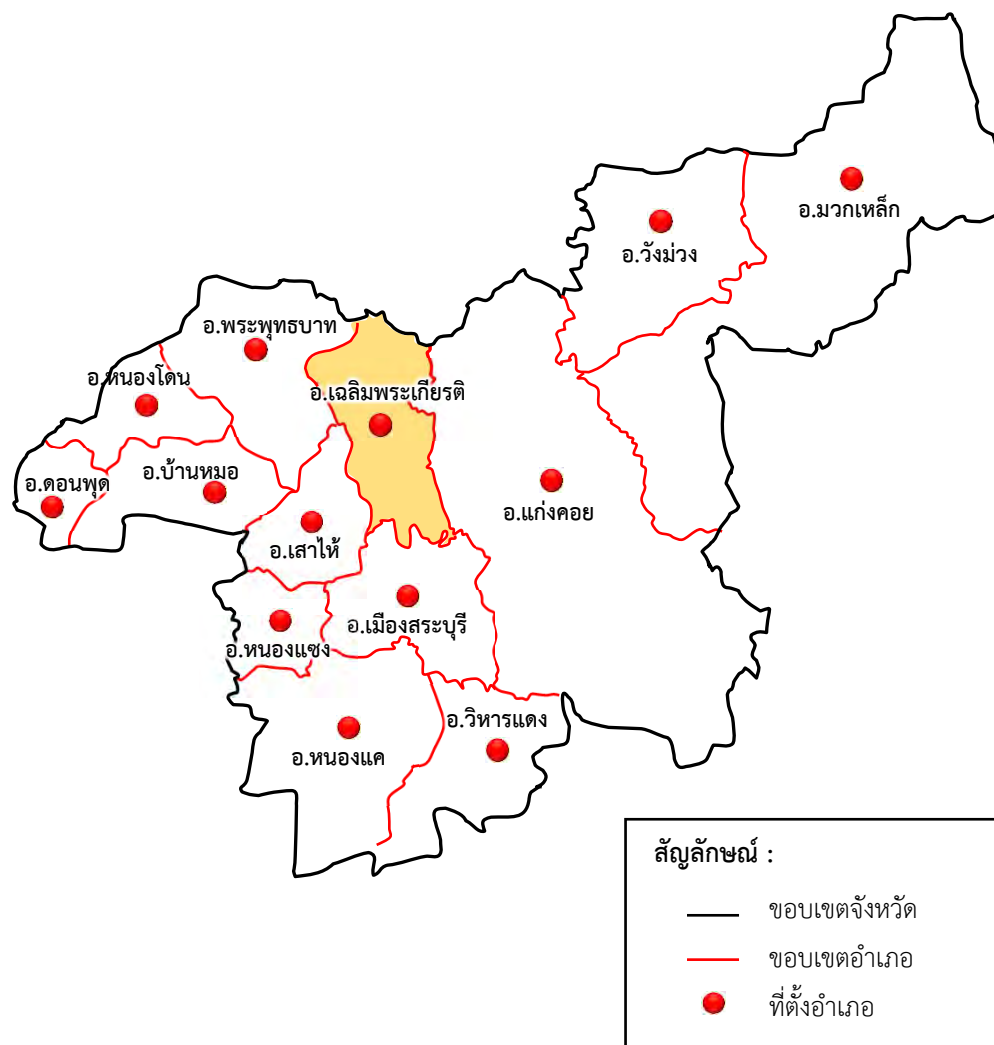 อ.มวกเหล็ก
อ.วังม่วง
อ.พระพุทธบาท
อ.หนองโดน
อ.เฉลิมพระเกียรติ
อ.บ้านหมอ
อ.ดอนพุด
อ.แก่งคอย
อ.เสาไห้
อ.เมืองสระบุรี
อ.หนองแซง
อ.วิหารแดง
อ.หนองแค
สัญลักษณ์ :
ขอบเขตจังหวัด
ขอบเขตอำเภอ
ที่ตั้งอำเภอ